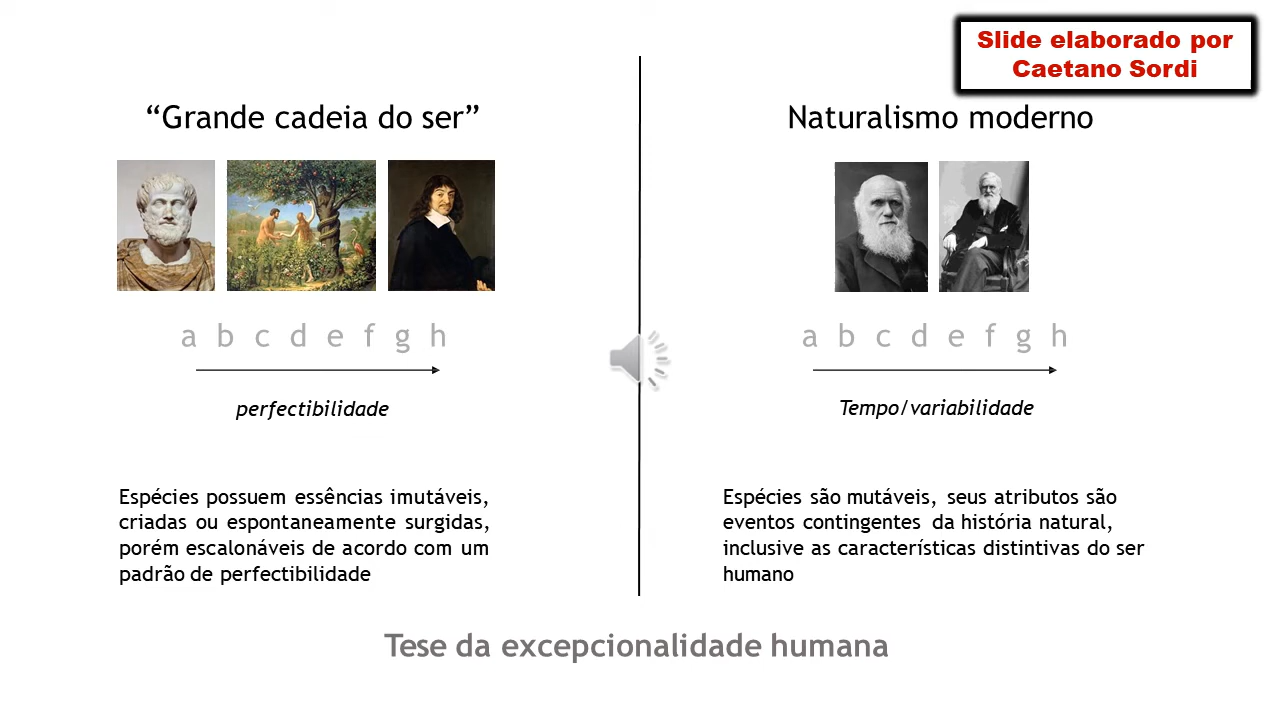 Slide elaborado por
Caetano Sordi
“Grande cadeia do ser”
a b c d e f g h
perfectibilidade
Espécies possuem essências imutáveis,
criadas ou espontaneamente surgidas,
porém escalonáveis de acordo com um
padrão de perfectibilidade
Naturalismo moderno
a b c d e f g h
Tempo/variabilidade
Espécies são mutáveis, seus atributos são
eventos contingentes da história natural,
inclusive as características distintivas do ser
humano
Tese da excepcionalidade humana